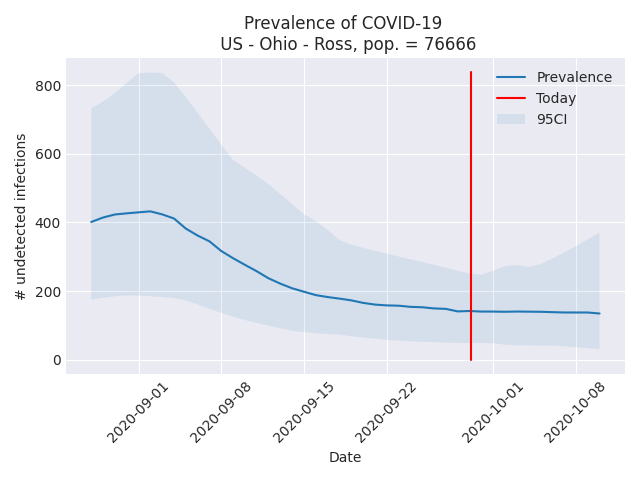 Prevalence of COVID-19
US - Ohio - Ross, pop. = 76666
Prevalence
Today
95CI
# undetected infections
800
600
400
200
0
2020-09-01
2020-09-08
2020-09-15
2020-09-22
2020-10-01
2020-10-08
Date